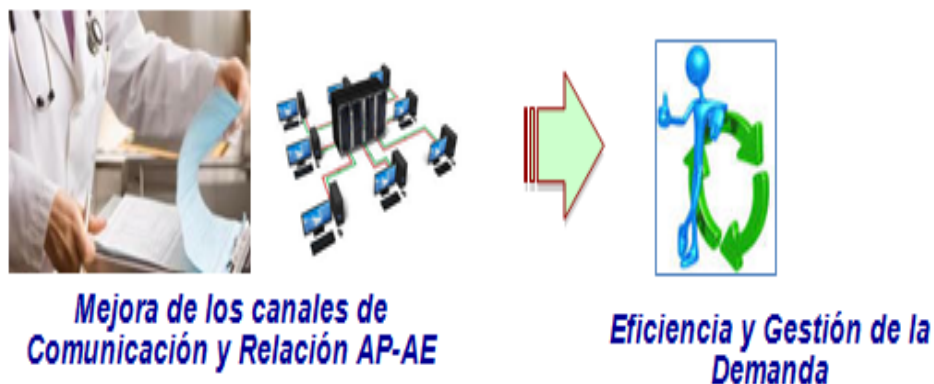 Mejora de los canales de
Comunicación y Relación AP-AE
Eficiencia y Gestión de la
Demanda